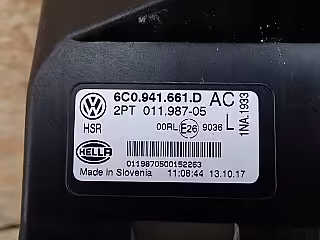 6C0.941.661.D AC
2PT 011.987-05
HSR 00RL E26 9036 L
1NA.1933
HELLA
0119870500152263
Made in Slovenia 11:06:44 13.10.17